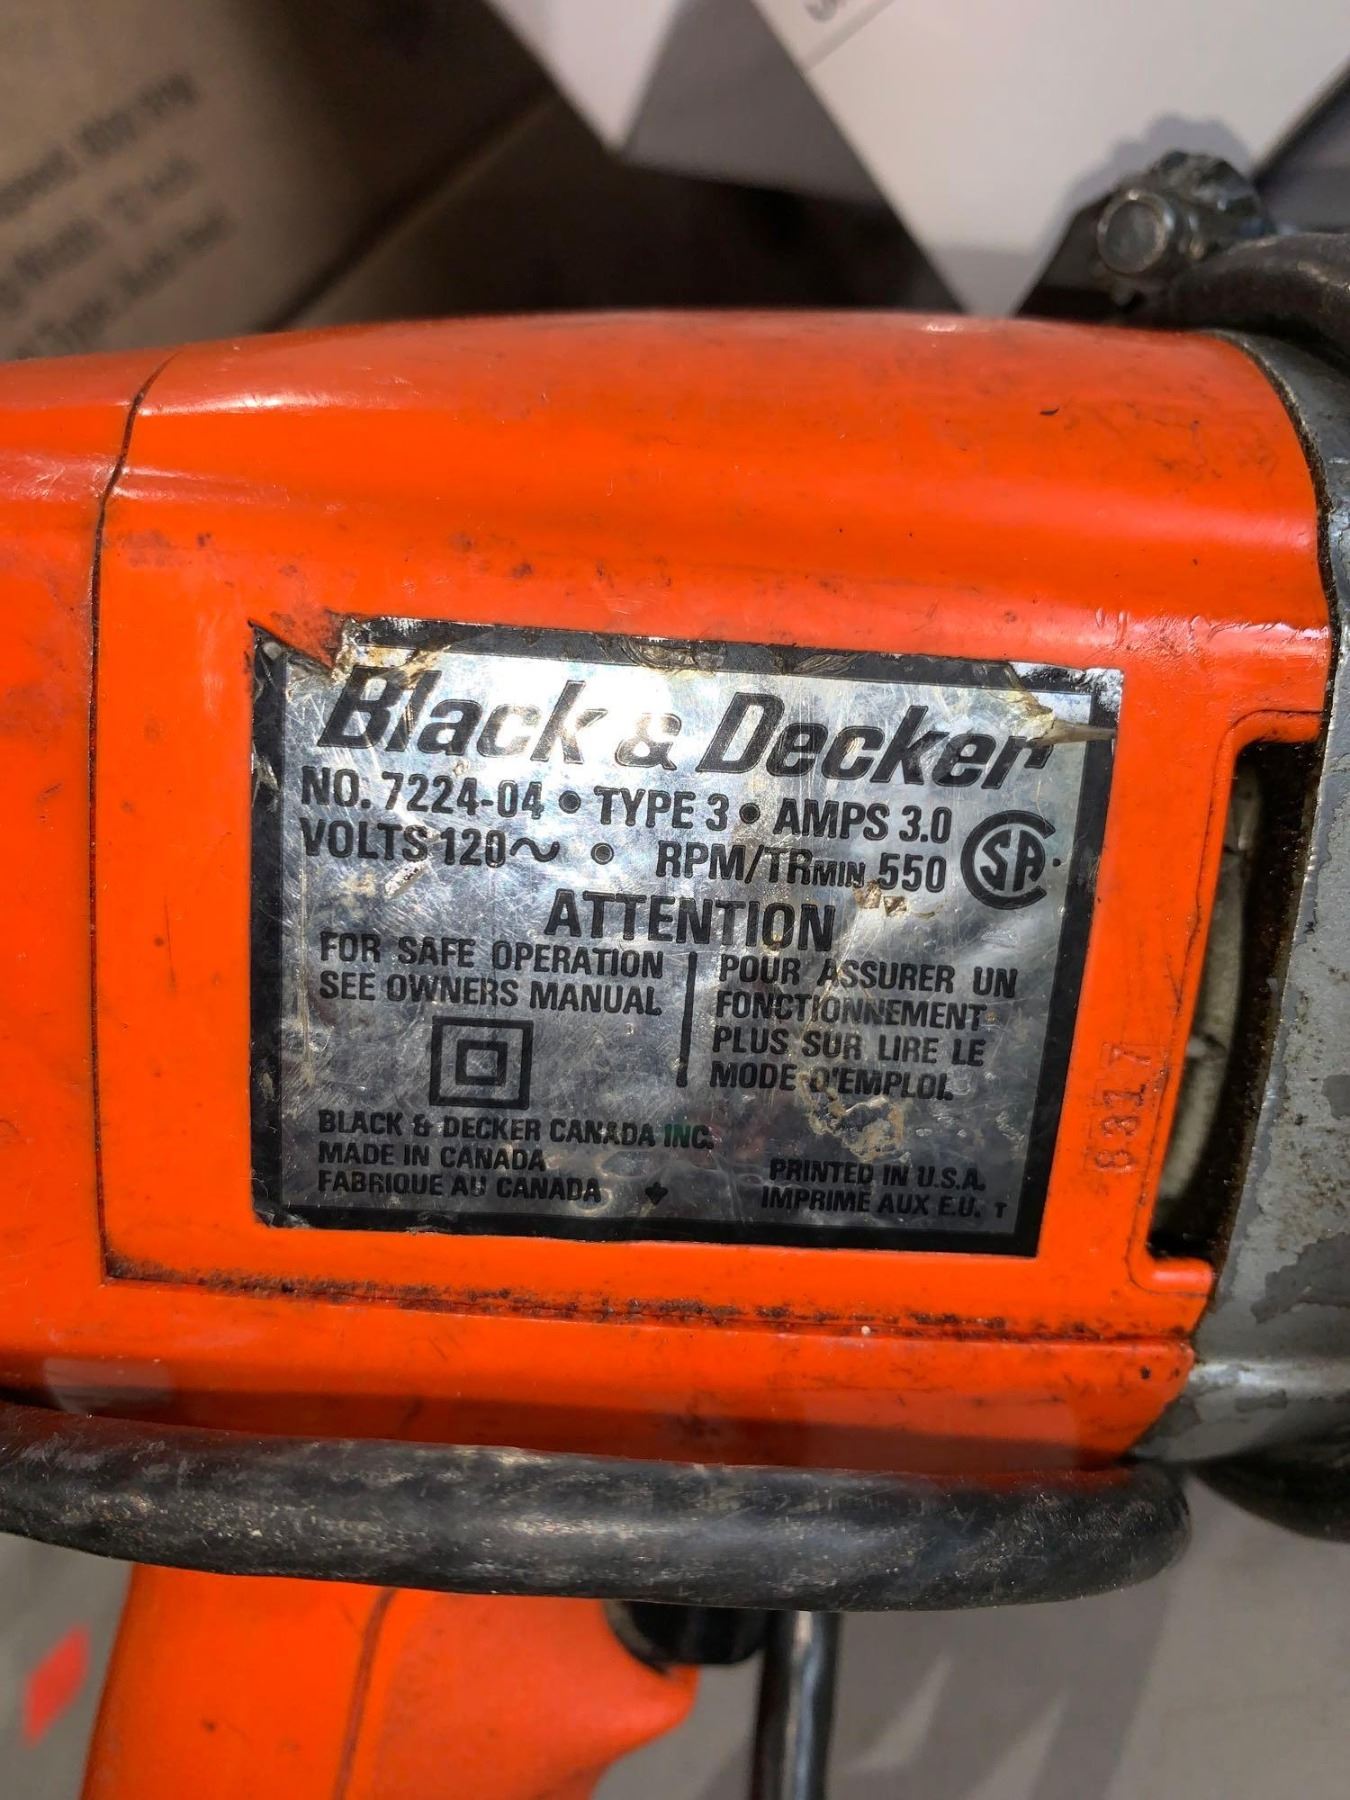 Black & Decker
NO. 7224-04 • TYPE 3 • AMPS 3.0
VOLTS 120~ • RPM/TRMIN 550
CSA
ATTENTION
FOR SAFE OPERATION
SEE OWNERS MANUAL
POUR ASSURER UN
FONCTIONNEMENT
PLUS SUR LIRE LE
MODE D'EMPLOI.
BLACK & DECKER CANADA INC.
MADE IN CANADA
FABRIQUE AU CANADA
PRINTED IN U.S.A.
IMPRIME AUX E.U. T
8317